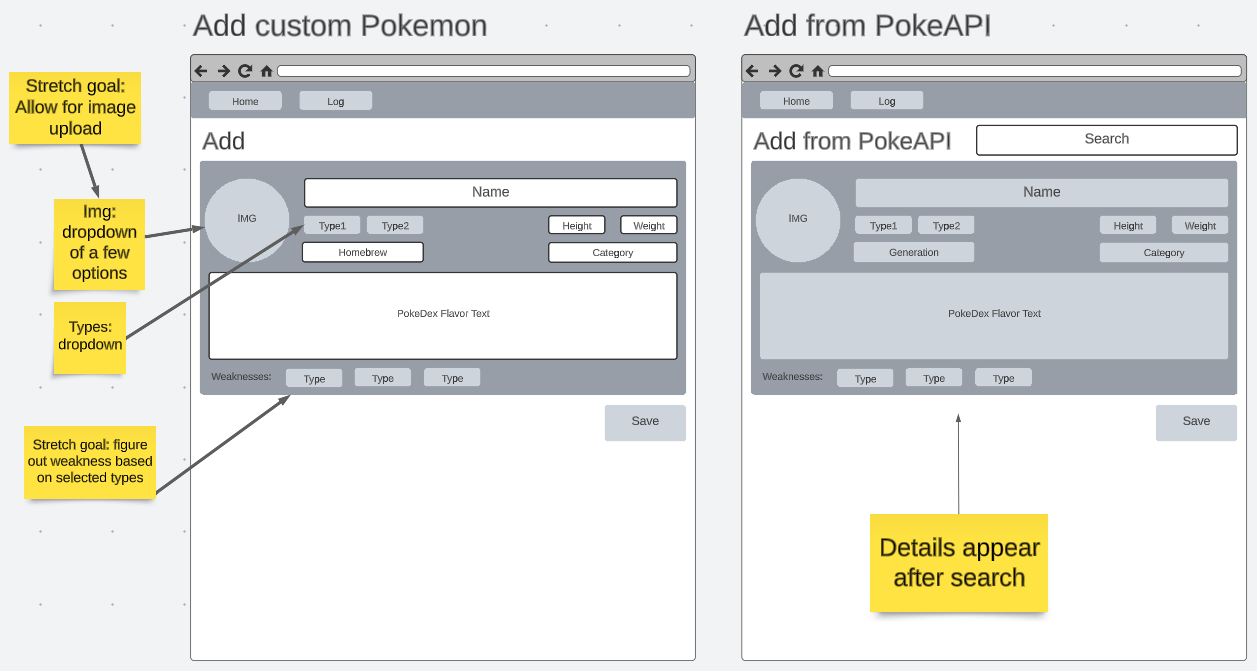 Add custom Pokemon
Add from PokeAPI
Stretch goal:
Allow for image
upload
Img:
dropdown
of a few
options
Types:
dropdown
Stretch goal: figure
out weakness based
on selected types
Home
Log
Add
IMG
Name
Type1
Type2
Height
Weight
Homebrew
Category
PokeDex Flavor Text
Weaknesses:
Type
Type
Type
Save
Home
Log
Add from PokeAPI
Search
IMG
Name
Type1
Type2
Height
Weight
Generation
Category
PokeDex Flavor Text
Weaknesses:
Type
Type
Type
Save
Details appear
after search